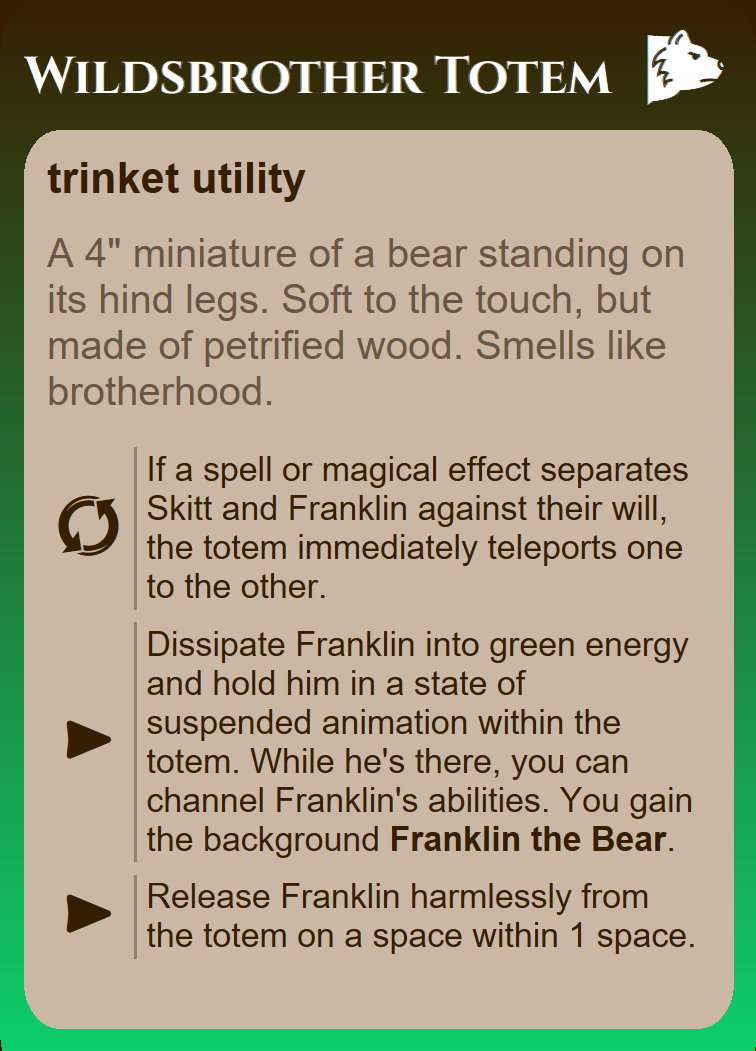 Wildsbrother Totem
trinket utility
A 4" miniature of a bear standing on
its hind legs. Soft to the touch, but
made of petrified wood. Smells like
brotherhood.
If a spell or magical effect separates
Skitt and Franklin against their will,
the totem immediately teleports one
to the other.
Dissipate Franklin into green energy
and hold him in a state of
suspended animation within the
totem. While he's there, you can
channel Franklin's abilities. You gain
the background Franklin the Bear.
Release Franklin harmlessly from
the totem on a space within 1 space.